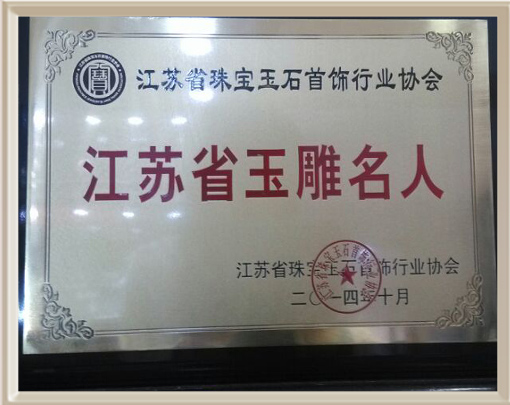 江苏省珠宝玉石首饰行业协会
江苏省玉雕名人
江苏省珠宝玉石首饰行业协会
二〇一四年十月